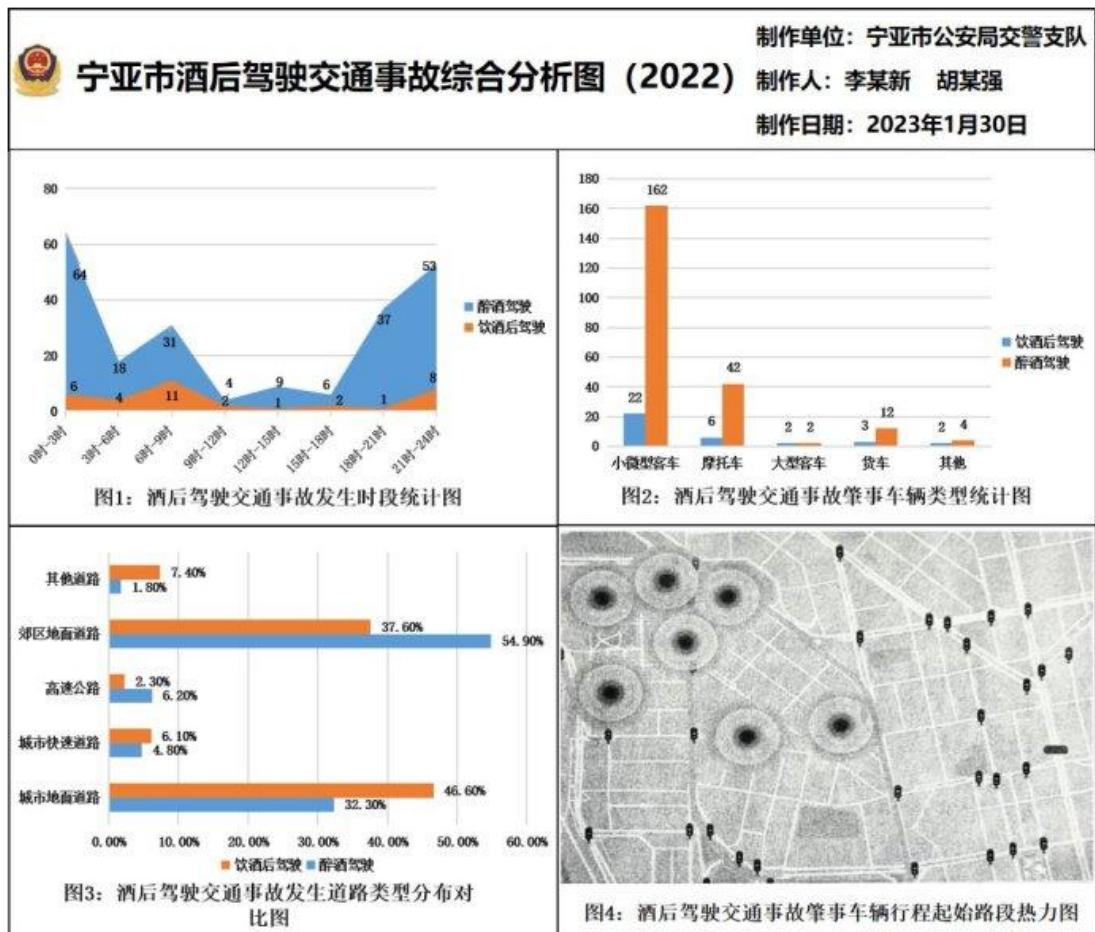 宁亚市酒后驾驶交通事故综合分析图（2022）
制作单位：宁亚市公安局交警支队
制作人：李某新 胡某强
制作日期：2023年1月30日
80
60
40
20
0
64
18
31
4
9
6
37
53
6
4
11
2
1
2
1
8
0时-3时
3时-6时
6时-9时
9时-12时
12时-15时
15时-18时
18时-21时
21时-24时
醉酒驾驶
饮酒后驾驶
图1：酒后驾驶交通事故发生时段统计图
180
160
140
120
100
80
60
40
20
0
22
162
6
42
2
2
3
12
2
4
小微型客车
摩托车
大型客车
货车
其他
饮酒后驾驶
醉酒驾驶
图2：酒后驾驶交通事故肇事车辆类型统计图
其他道路
7.40%
1.80%
郊区地面道路
37.60%
54.90%
高速公路
2.30%
6.20%
城市快速道路
6.10%
4.80%
城市地面道路
46.60%
32.30%
0.00% 10.00% 20.00% 30.00% 40.00% 50.00% 60.00%
饮酒后驾驶 醉酒驾驶
图3：酒后驾驶交通事故发生道路类型分布对
比图
图4：酒后驾驶交通事故肇事车辆行程起始路段热力图